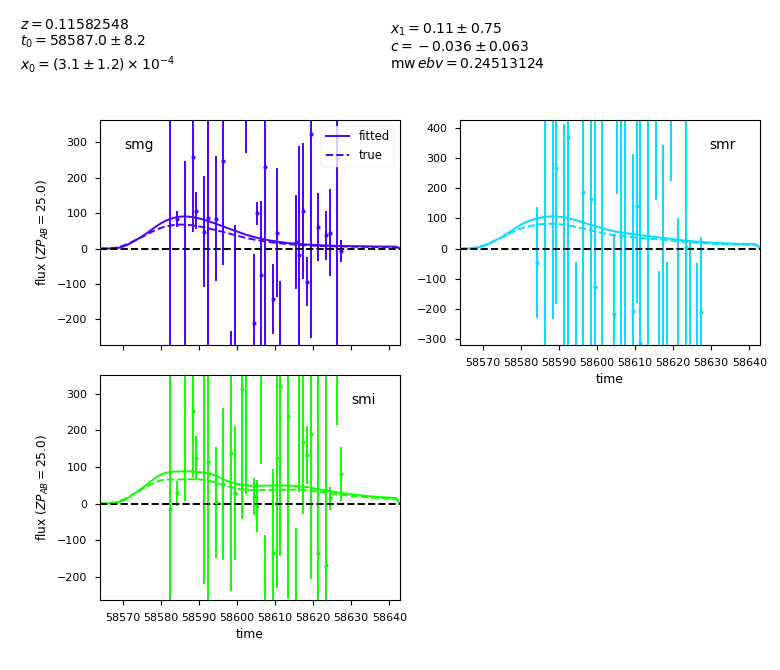 z = 0.11582548
t₀ = 58587.0 ± 8.2
x₀ = (3.1 ± 1.2) × 10⁻⁴
x₁ = 0.11 ± 0.75
c = −0.036 ± 0.063
mw ebv = 0.24513124
smg
fitted
true
300
200
100
0
−100
−200
flux (ZP_AB = 25.0)
smr
400
300
200
100
0
−100
−200
−300
58570 58580 58590 58600 58610 58620 58630 58640
time
smi
300
200
100
0
−100
−200
flux (ZP_AB = 25.0)
58570 58580 58590 58600 58610 58620 58630 58640
time